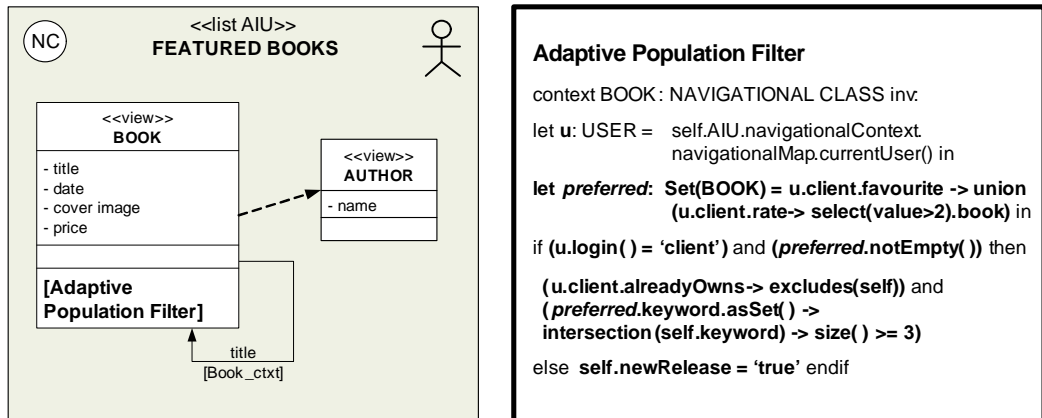 NC
<<list AIU>>
FEATURED BOOKS
<<view>>
BOOK
- title
- date
- cover image
- price
[Adaptive
Population Filter]
<<view>>
AUTHOR
- name
title
[Book_ctxt]
Adaptive Population Filter
context BOOK: NAVIGATIONAL CLASS inv:
let u: USER = self.AIU.navigationalContext.
navigationalMap.currentUser() in
let preferred: Set(BOOK) = u.client.favourite -> union
(u.client.rate-> select(value>2).book) in
if (u.login( ) = ‘client’) and (preferred.notEmpty( )) then
(u.client.alreadyOwns-> excludes(self)) and
(preferred.keyword.asSet( ) ->
intersection (self.keyword) -> size( ) >= 3)
else self.newRelease = ‘true’ endif